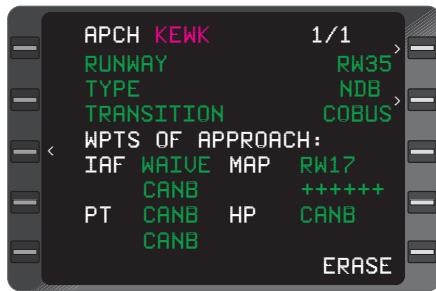 APCH KEWK 1/1
RUNWAY RW35 >
TYPE NDB
TRANSITION COBUS >
< WPTS OF APPROACH:
IAF WAIVE MAP RW17
CANB ++++++
PT CANB HP CANB
CANB
ERASE